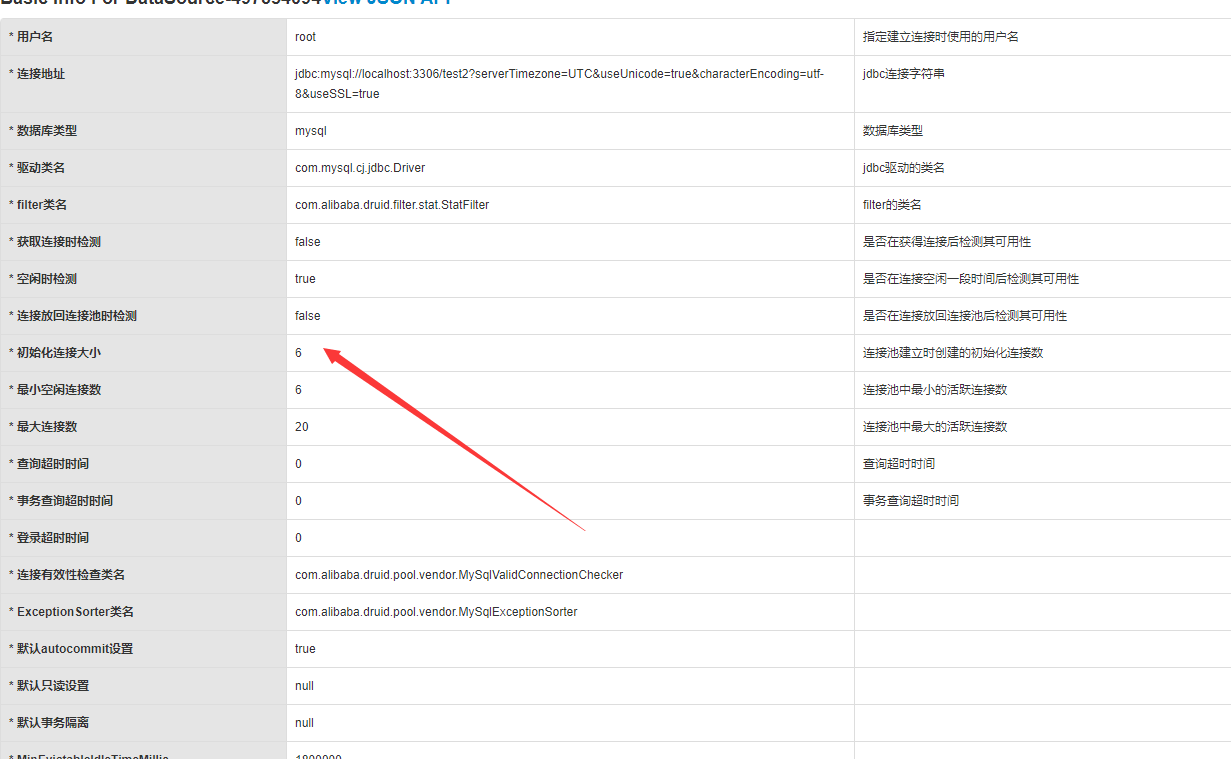 Basic Info For DataSource-497694094View JSON API
* 用户名 root 指定建立连接时使用的用户名
* 连接地址 jdbc:mysql://localhost:3306/test2?serverTimezone=UTC&useUnicode=true&characterEncoding=utf- jdbc连接字符串
8&useSSL=true
* 数据库类型 mysql 数据库类型
* 驱动类名 com.mysql.cj.jdbc.Driver jdbc驱动的类名
* filter类名 com.alibaba.druid.filter.stat.StatFilter filter的类名
* 获取连接时检测 false 是否在获得连接后检测其可用性
* 空闲时检测 true 是否在连接空闲一段时间后检测其可用性
* 连接放回连接池时检测 false 是否在连接放回连接池后检测其可用性
* 初始化连接大小 6 连接池建立时创建的初始化连接数
* 最小空闲连接数 6 连接池中最小的活跃连接数
* 最大连接数 20 连接池中最大的活跃连接数
* 查询超时时间 0 查询超时时间
* 事务查询超时时间 0 事务查询超时时间
* 登录超时时间 0
* 连接有效性检查类名 com.alibaba.druid.pool.vendor.MySqlValidConnectionChecker
* ExceptionSorter类名 com.alibaba.druid.pool.vendor.MySqlExceptionSorter
* 默认autocommit设置 true
* 默认只读设置 null
* 默认事务隔离 null
* MinEvictableIdleTimeMillis 1800000